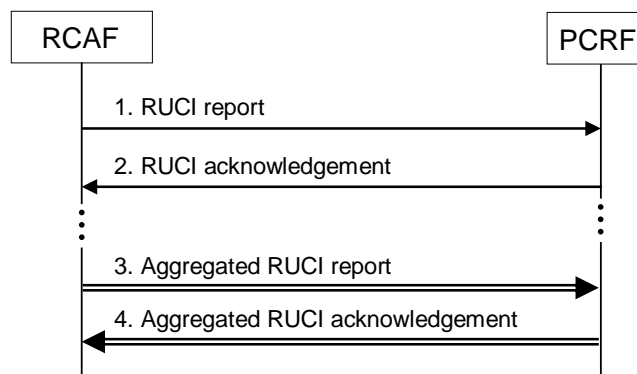 RCAF
PCRF
1. RUCI report
2. RUCI acknowledgement
3. Aggregated RUCI report
4. Aggregated RUCI acknowledgement